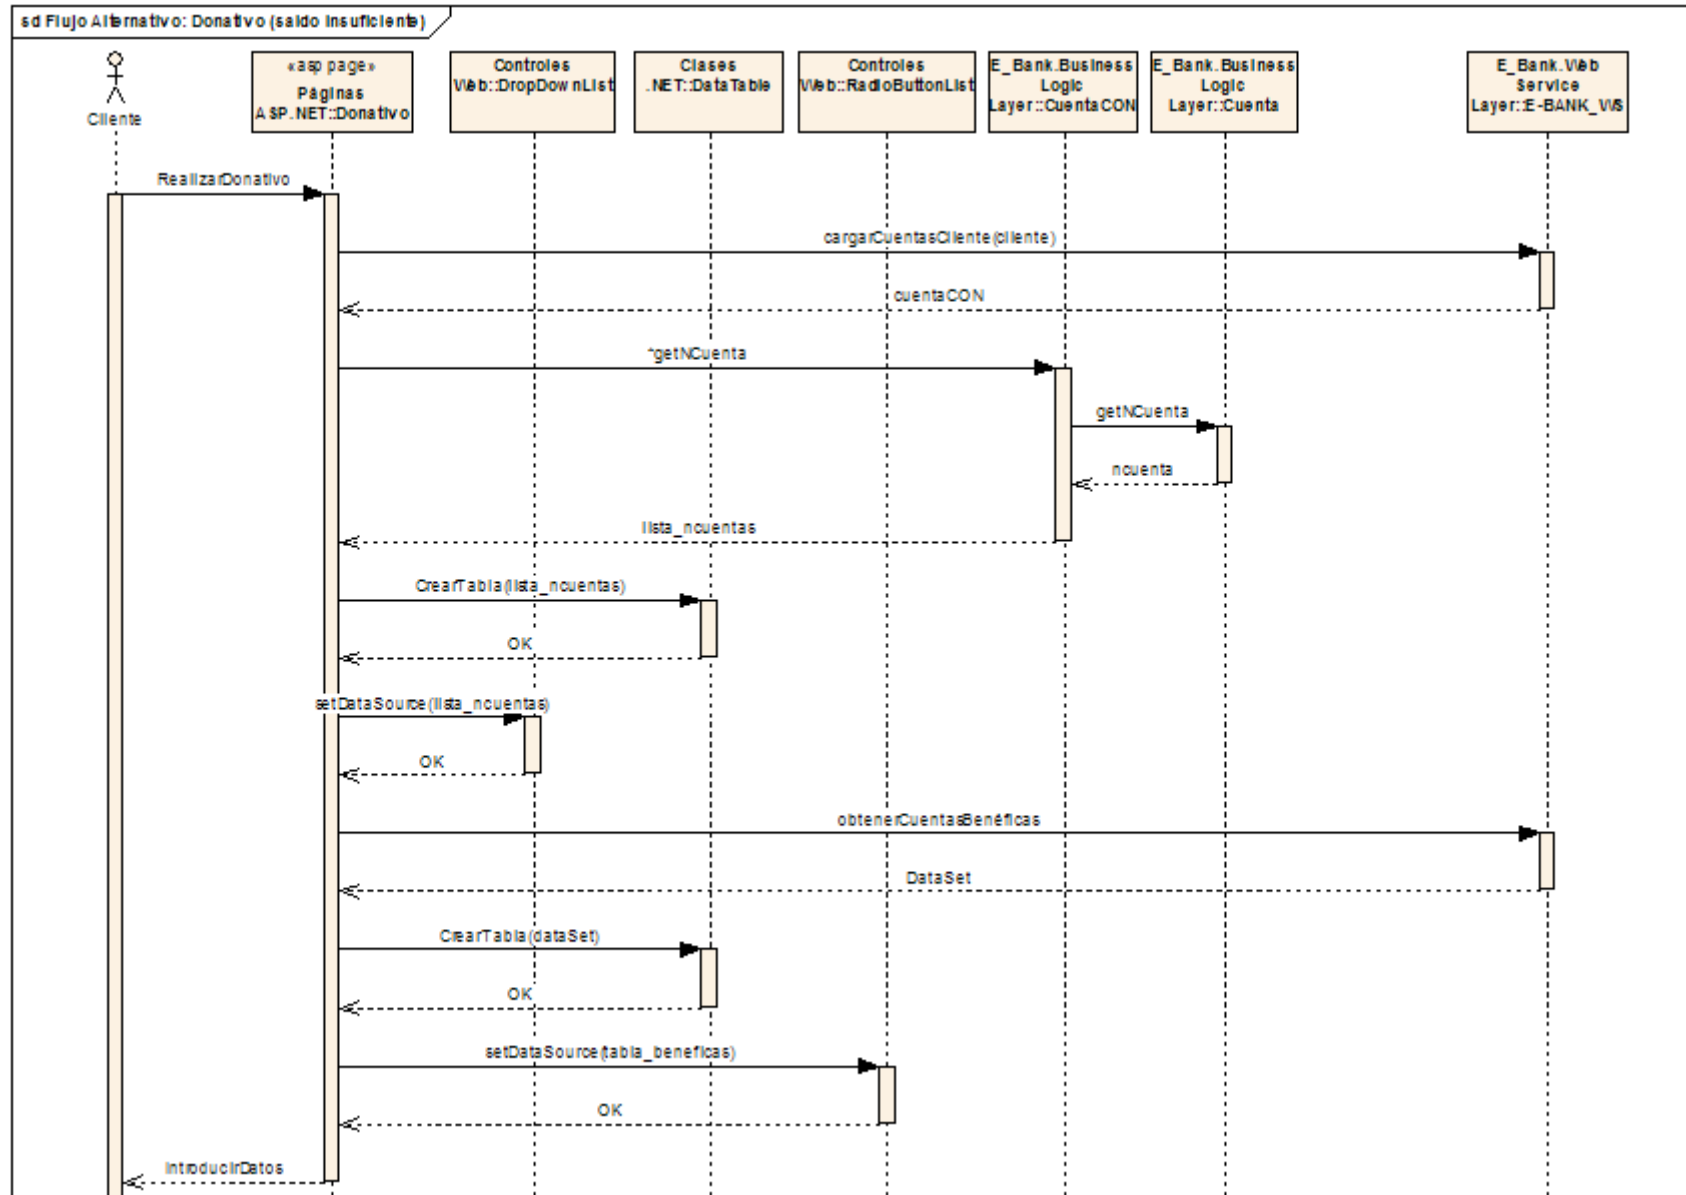 sd Flujo Alternativo: Donativo (saldo insuficiente)
Cliente
«asp page»
Páginas
ASP.NET::Donativo
Controles
Web::DropDownList
Clases
.NET::DataTable
Controles
Web::RadioButtonList
E_Bank.Business
Logic
Layer::CuentaCON
E_Bank.Business
Logic
Layer::Cuenta
E_Bank.Web
Service
Layer::E-BANK_WS
RealizarDonativo
cargarCuentasCliente(cliente)
cuentaCON
*getNCuenta
getNCuenta
ncuenta
lista_ncuentas
CrearTabla(lista_ncuentas)
OK
setDataSource(lista_ncuentas)
OK
obtenerCuentasBenéficas
DataSet
CrearTabla(dataSet)
OK
setDataSource(tabla_beneficas)
OK
introducirDatos